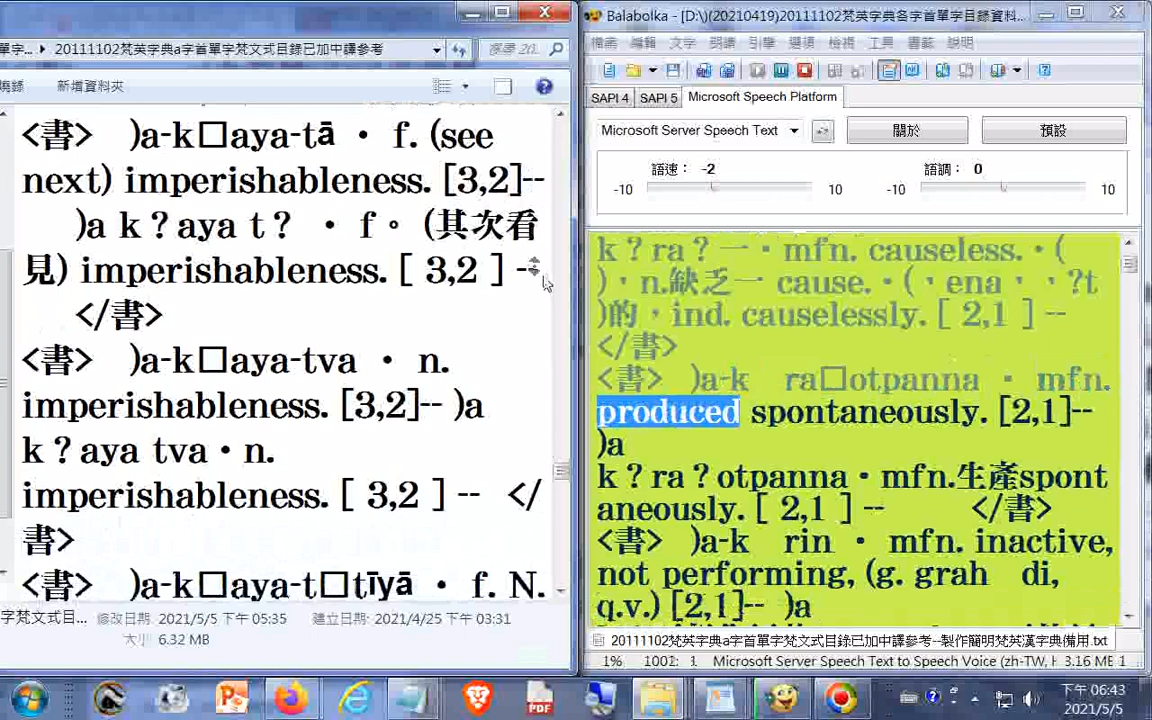 單字... ▸ 20111102梵英字典a字首單字梵文式目錄已加中譯參考
搜尋 20...
燒錄 新增資料夾
<書> )a-k□aya-tā • f. (see
next) imperishableness. [3,2]--
)a k？aya t？ • f。(其次看
見) imperishableness. [ 3,2 ] --
</書>
<書> )a-k□aya-tva • n.
imperishableness. [3,2]-- )a
k？aya tva • n.
imperishableness. [ 3,2 ] -- </
書>
<書> )a-k□aya-t□tīyā • f. N.
字梵文式目... 修改日期: 2021/5/5 下午 05:35 建立日期: 2021/4/25 下午 03:31
大小: 6.32 MB
Balabolka - [D:\)(20210419)20111102梵英字典各字首單字目錄資料...
檔案 編輯 文字 朗讀 引擎 選項 檢視 工具 書籤 說明
SAPI 4 SAPI 5 Microsoft Speech Platform
Microsoft Server Speech Text 關於 預設
語速: -2 語調: 0
-10 10 -10 10
k？ra？一 • mfn. causeless. • (
)，n.缺乏一 cause. • (，ena，，?t
)的，ind. causelessly. [ 2,1 ] --
</書>
<書> )a-k ra□otpanna • mfn.
produced spontaneously. [2,1]--
)a
k？ra？otpanna • mfn.生產spont
aneously. [ 2,1 ] -- </書>
<書> )a-k rin • mfn. inactive,
not performing, (g. grah di,
q.v.) [2,1]-- )a
20111102梵英字典a字首單字梵文式目錄已加中譯參考--製作簡明梵英漢字典備用.txt
1% 1002: Microsoft Server Speech Text to Speech Voice (zh-TW, H 3.16 ME 1
PDF
下午 06:43
2021/5/5